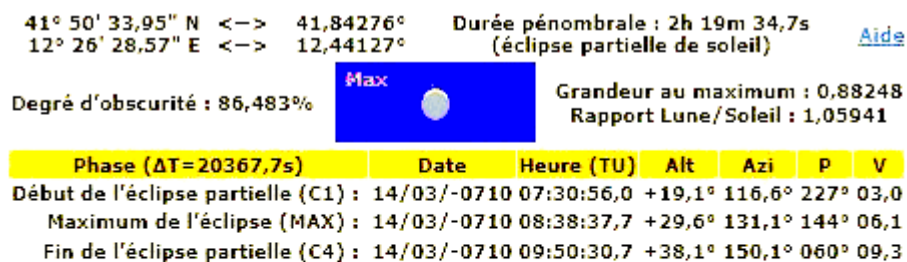 41° 50' 33,95" N <—> 41,84276°
12° 26' 28,57" E <—> 12,44127°
Durée pénombrale : 2h 19m 34,7s
(éclipse partielle de soleil)
Aide
Degré d'obscurité : 86,483%
Max
Grandeur au maximum : 0,88248
Rapport Lune/Soleil : 1,05941
Phase (ΔT=20367,7s) Date Heure (TU) Alt Azi P V
Début de l'éclipse partielle (C1) : 14/03/-0710 07:30:56,0 +19,1° 116,6° 227° 03,0
Maximum de l'éclipse (MAX) : 14/03/-0710 08:38:37,7 +29,6° 131,1° 144° 06,1
Fin de l'éclipse partielle (C4) : 14/03/-0710 09:50:30,7 +38,1° 150,1° 060° 09,3